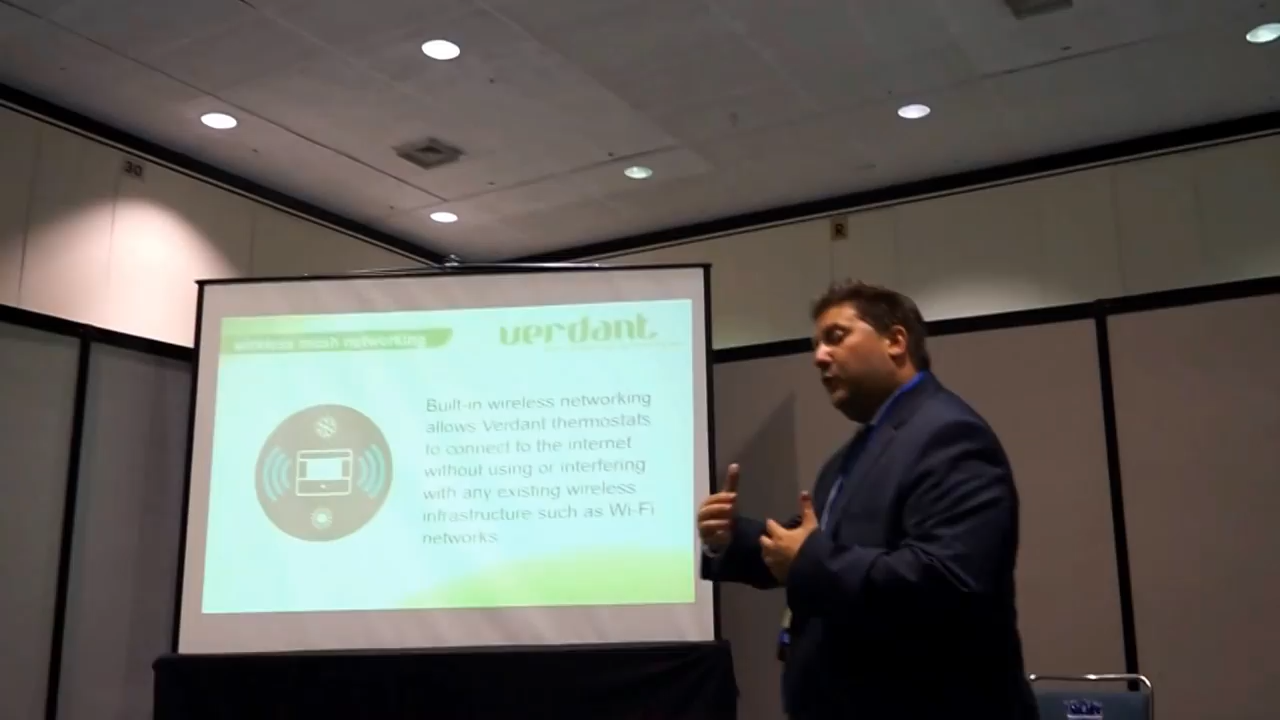 30
R
wireless mesh networking
verdant
Built-in wireless networking
allows Verdant thermostats
to connect to the internet
without using or interfering
with any existing wireless
infrastructure such as Wi-Fi
networks